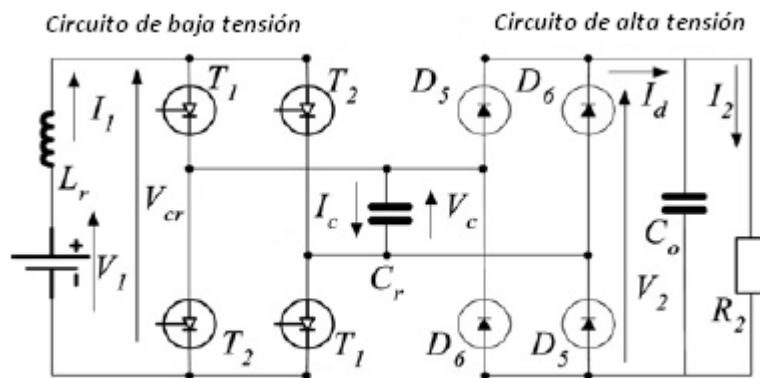 Circuito de baja tensión
Circuito de alta tensión
T1 T2 D5 D6
I1 Id I2
Lr Vcr Ic Vc Co
+ V1 Cr V2 R2
-
T2 T1 D6 D5